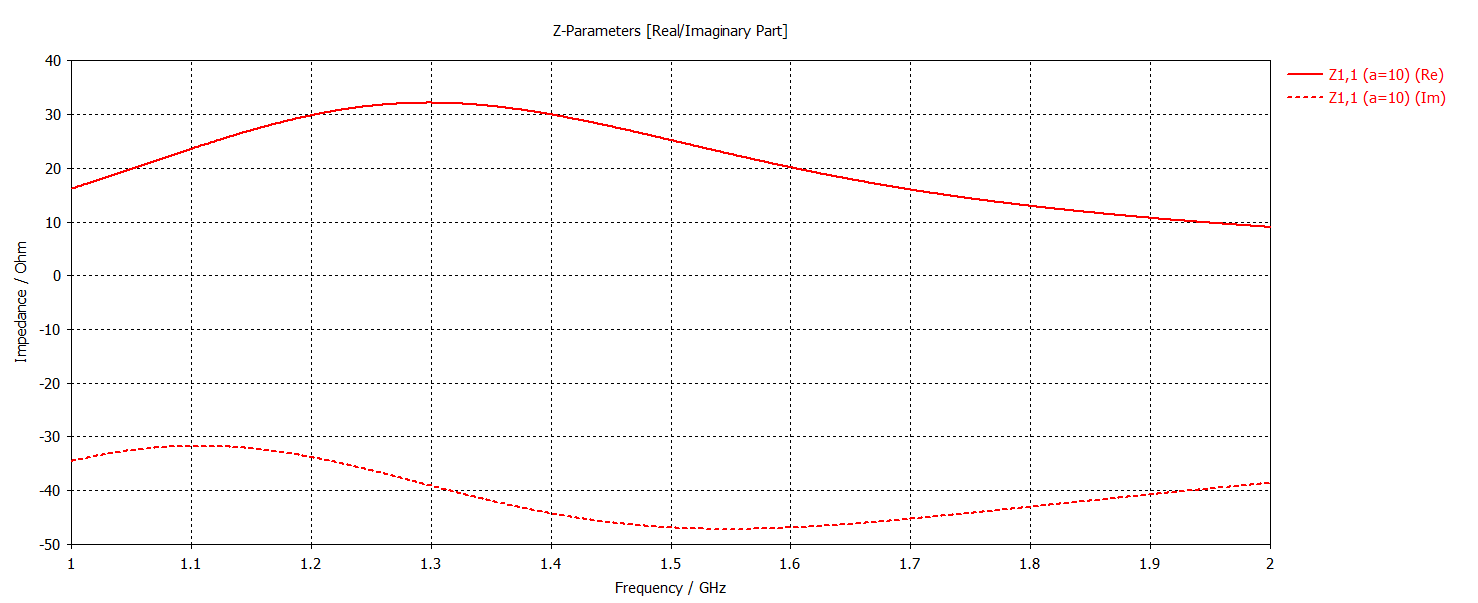 Z-Parameters [Real/Imaginary Part]
Z1,1 (a=10) (Re)
Z1,1 (a=10) (Im)
Impedance / Ohm
40
30
20
10
0
-10
-20
-30
-40
-50
1 1.1 1.2 1.3 1.4 1.5 1.6 1.7 1.8 1.9 2
Frequency / GHz